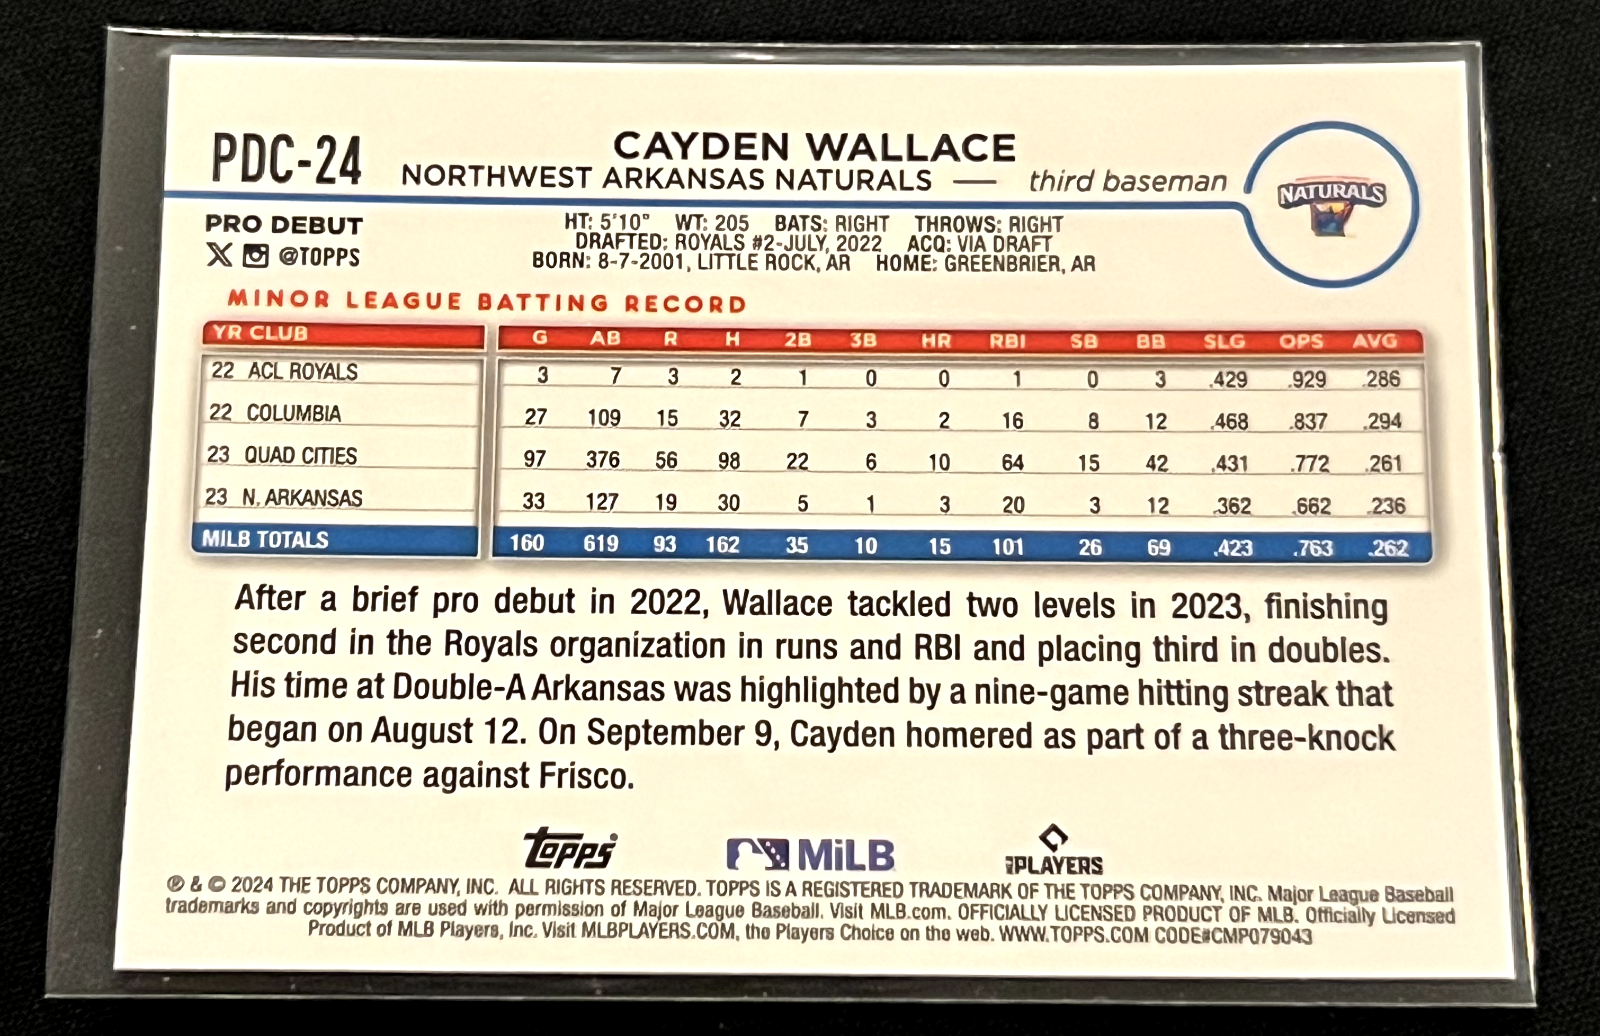 PDC-24
CAYDEN WALLACE
NORTHWEST ARKANSAS NATURALS — third baseman
NATURALS
PRO DEBUT
@TOPPS
HT: 5'10" WT: 205 BATS: RIGHT THROWS: RIGHT
DRAFTED: ROYALS #2-JULY, 2022 ACQ: VIA DRAFT
BORN: 8-7-2001, LITTLE ROCK, AR HOME: GREENBRIER, AR
MINOR LEAGUE BATTING RECORD
YR CLUB G AB R H 2B 3B HR RBI SB BB SLG OPS AVG
22 ACL ROYALS 3 7 3 2 1 0 0 1 0 3 .429 .929 .286
22 COLUMBIA 27 109 15 32 7 3 2 16 8 12 .468 .837 .294
23 QUAD CITIES 97 376 56 98 22 6 10 64 15 42 .431 .772 .261
23 N. ARKANSAS 33 127 19 30 5 1 3 20 3 12 .362 .662 .236
MILB TOTALS 160 619 93 162 35 10 15 101 26 69 .423 .763 .262
After a brief pro debut in 2022, Wallace tackled two levels in 2023, finishing
second in the Royals organization in runs and RBI and placing third in doubles.
His time at Double-A Arkansas was highlighted by a nine-game hitting streak that
began on August 12. On September 9, Cayden homered as part of a three-knock
performance against Frisco.
Topps MiLB PLAYERS
℗ & © 2024 THE TOPPS COMPANY, INC. ALL RIGHTS RESERVED. TOPPS IS A REGISTERED TRADEMARK OF THE TOPPS COMPANY, INC. Major League Baseball
trademarks and copyrights are used with permission of Major League Baseball. Visit MLB.com. OFFICIALLY LICENSED PRODUCT OF MLB. Officially Licensed
Product of MLB Players, Inc. Visit MLBPLAYERS.COM, the Players Choice on the web. WWW.TOPPS.COM CODE#CMP079043